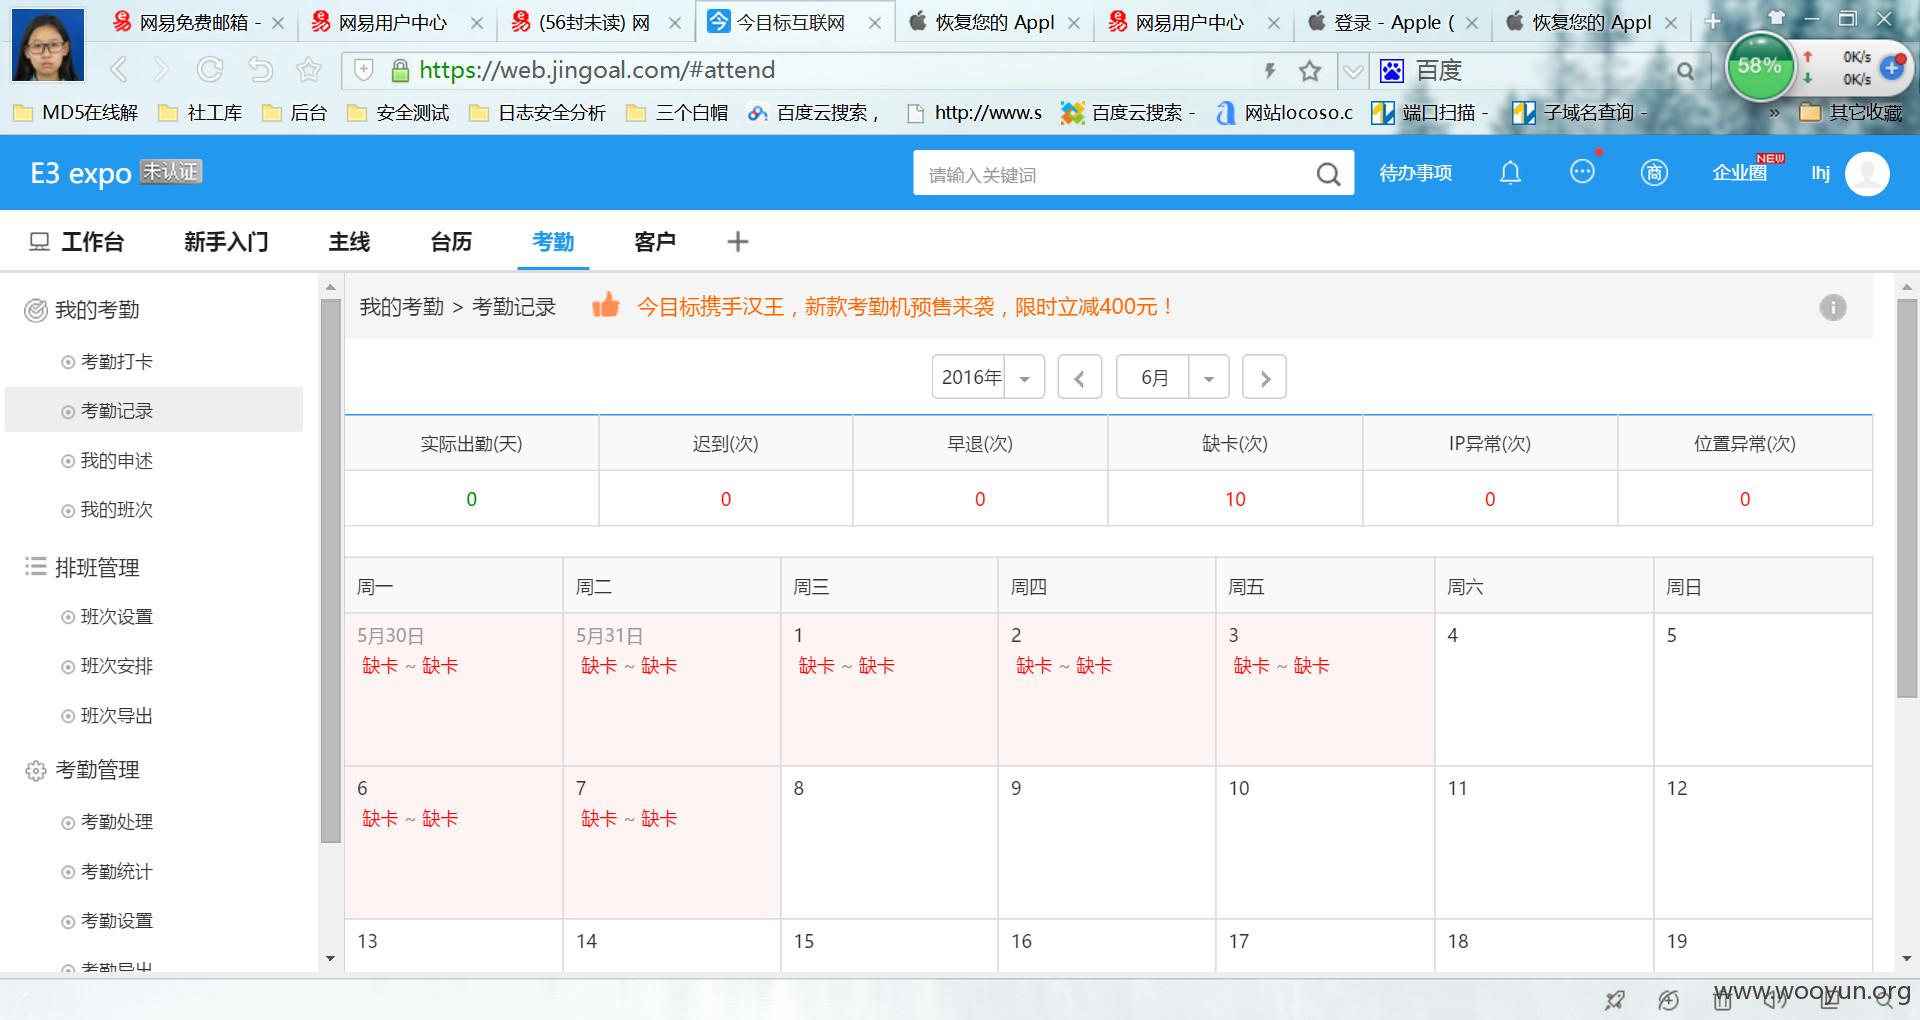 网易免费邮箱 -
网易用户中心
(56封未读) 网
今目标互联网
恢复您的 Appl
网易用户中心
登录 - Apple (
恢复您的 Appl
https://web.jingoal.com/#attend
百度
58%
0K/s
0K/s
MD5在线解
社工库
后台
安全测试
日志安全分析
三个白帽
百度云搜索，
http://www.s
百度云搜索 -
网站locoso.c
端口扫描 -
子域名查询 -
»
其它收藏
E3 expo 未认证
请输入关键词
待办事项
商
企业圈
NEW
lhj
工作台
新手入门
主线
台历
考勤
客户
我的考勤
考勤打卡
考勤记录
我的申述
我的班次
排班管理
班次设置
班次安排
班次导出
考勤管理
考勤处理
考勤统计
考勤设置
考勤导出
我的考勤 > 考勤记录
今目标携手汉王，新款考勤机预售来袭，限时立减400元！
2016年
6月
实际出勤(天) 迟到(次) 早退(次) 缺卡(次) IP异常(次) 位置异常(次)
0 0 0 10 0 0
周一 周二 周三 周四 周五 周六 周日
5月30日 5月31日 1 2 3 4 5
缺卡 ~ 缺卡 缺卡 ~ 缺卡 缺卡 ~ 缺卡 缺卡 ~ 缺卡 缺卡 ~ 缺卡
6 7 8 9 10 11 12
缺卡 ~ 缺卡 缺卡 ~ 缺卡
13 14 15 16 17 18 19
www.wooyun.org